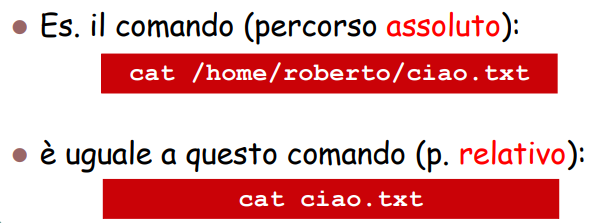 Es. il comando (percorso assoluto):
cat /home/roberto/ciao.txt
è uguale a questo comando (p. relativo):
cat ciao.txt